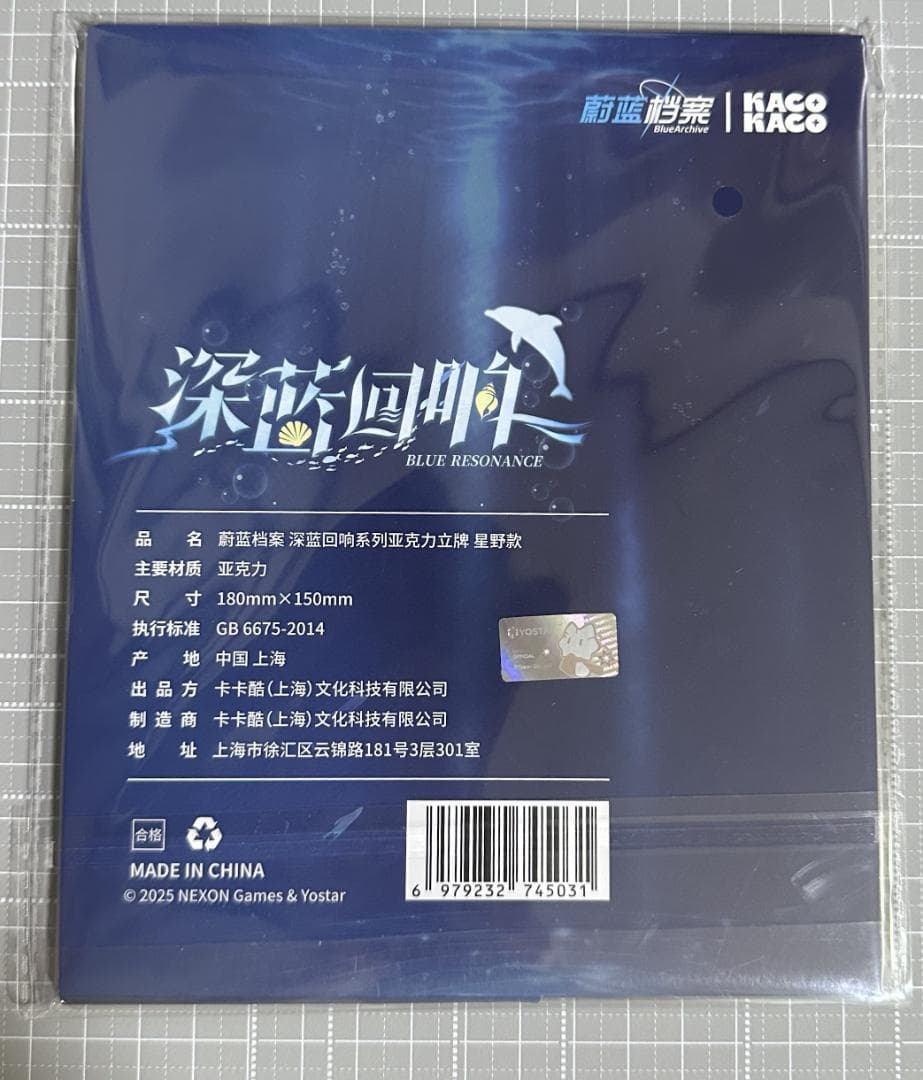 蔚蓝档案
BlueArchive
KACO
KACO
深蓝回响
BLUE RESONANCE
品 名 蔚蓝档案 深蓝回响系列亚克力立牌 星野款
主要材质 亚克力
尺 寸 180mm×150mm
执行标准 GB 6675-2014
产 地 中国 上海
出 品 方 卡卡酷（上海）文化科技有限公司
制 造 商 卡卡酷（上海）文化科技有限公司
地 址 上海市徐汇区云锦路181号3层301室
YOSTAR
OFFICIAL
合格
MADE IN CHINA
© 2025 NEXON Games & Yostar
6 979232 745031